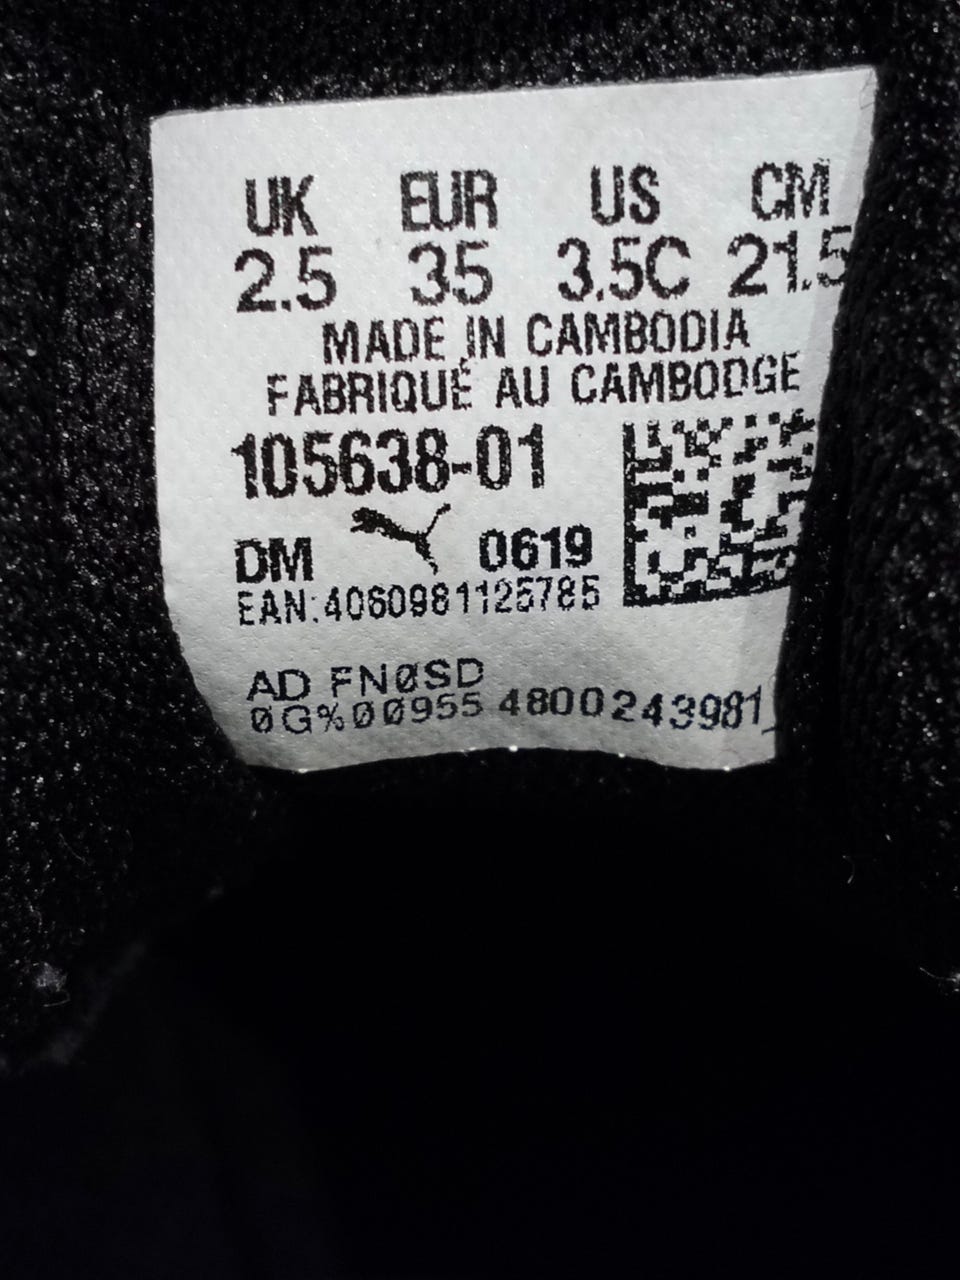 UK EUR US CM
2.5 35 3.5C 21.5
MADE IN CAMBODIA
FABRIQUÉ AU CAMBODGE
105638-01
DM 0619
EAN:4060981125785
AD FN0SD
0G%00955 4800243981